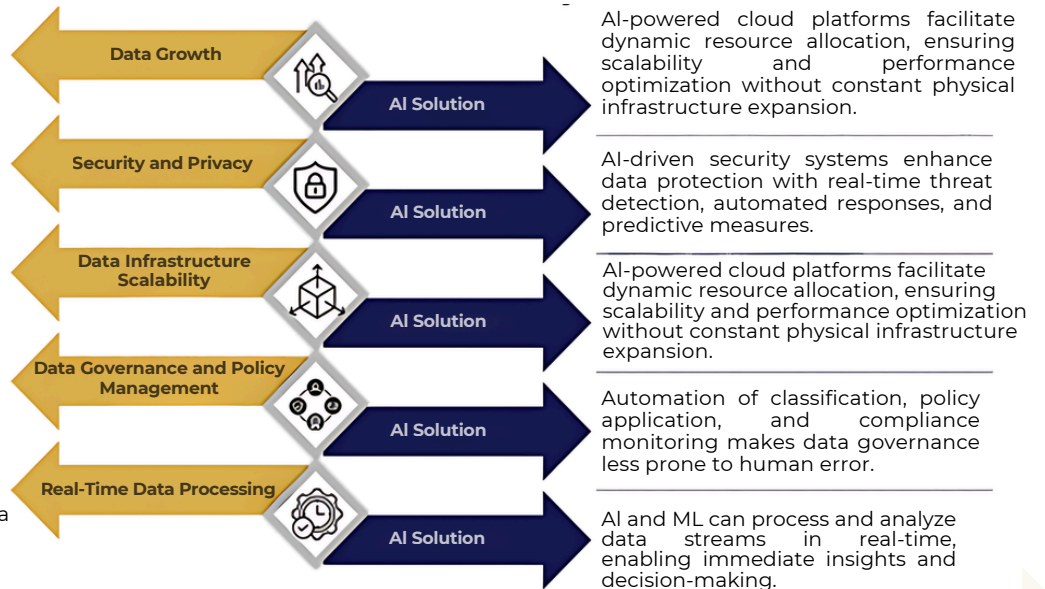 Data Growth
AI Solution
AI-powered cloud platforms facilitate
dynamic resource allocation, ensuring
scalability and performance
optimization without constant physical
infrastructure expansion.
Security and Privacy
AI Solution
AI-driven security systems enhance
data protection with real-time threat
detection, automated responses, and
predictive measures.
Data Infrastructure
Scalability
AI Solution
AI-powered cloud platforms facilitate
dynamic resource allocation, ensuring
scalability and performance optimization
without constant physical infrastructure
expansion.
Data Governance and Policy
Management
AI Solution
Automation of classification, policy
application, and compliance
monitoring makes data governance
less prone to human error.
Real-Time Data Processing
AI Solution
AI and ML can process and analyze
data streams in real-time,
enabling immediate insights and
decision-making.
a